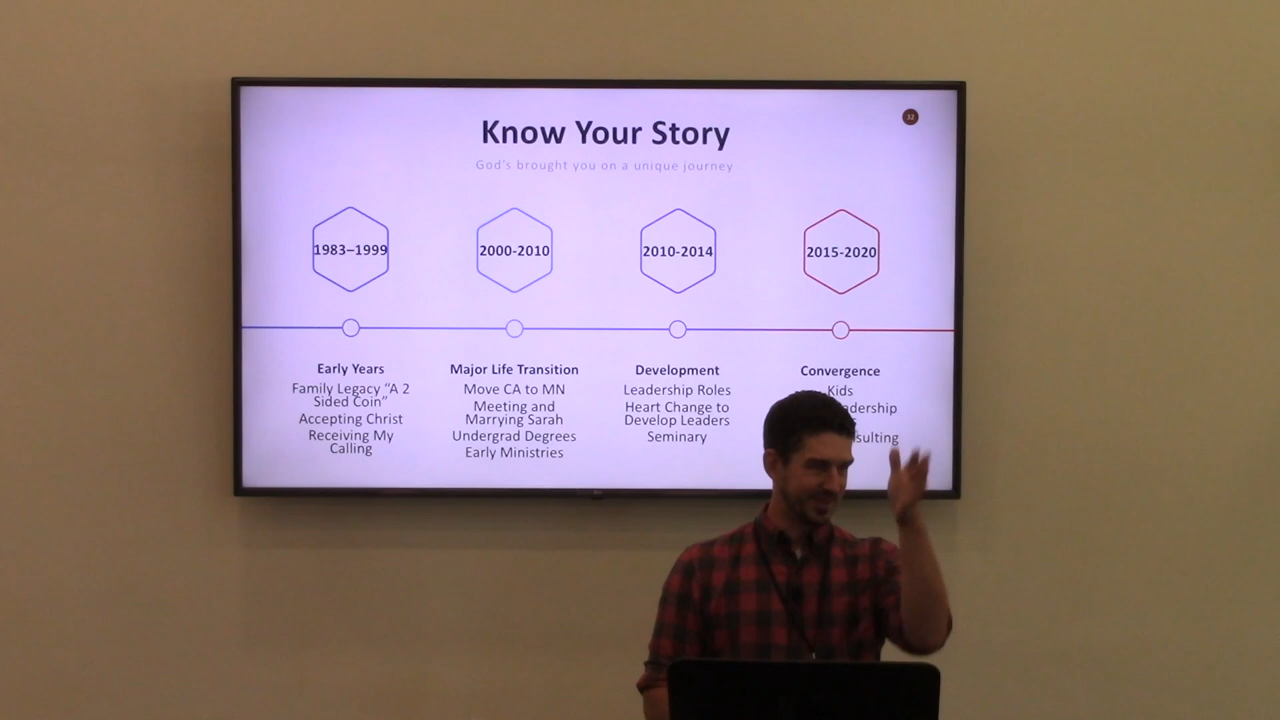 Know Your Story
32
God's brought you on a unique journey
1983–1999
2000-2010
2010-2014
2015-2020
Early Years
Family Legacy "A 2
Sided Coin"
Accepting Christ
Receiving My
Calling
Major Life Transition
Move CA to MN
Meeting and
Marrying Sarah
Undergrad Degrees
Early Ministries
Development
Leadership Roles
Heart Change to
Develop Leaders
Seminary
Convergence
Kids